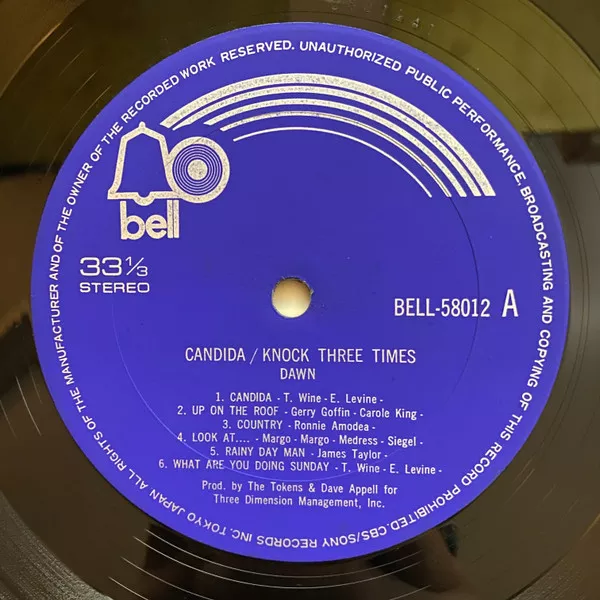 ALL RIGHTS OF THE MANUFACTURER AND OF THE OWNER OF THE RECORDED WORK RESERVED. UNAUTHORIZED PUBLIC PERFORMANCE, BROADCASTING AND COPYING OF THIS RECORD PROHIBITED. CBS/SONY RECORDS INC. TOKYO JAPAN
bell
33 1/3
STEREO
BELL-58012 A
CANDIDA / KNOCK THREE TIMES
DAWN
1. CANDIDA - T. Wine - E. Levine -
2. UP ON THE ROOF - Gerry Goffin - Carole King -
3. COUNTRY - Ronnie Amodea -
4. LOOK AT.... - Margo - Margo - Medress - Siegel -
5. RAINY DAY MAN - James Taylor -
6. WHAT ARE YOU DOING SUNDAY - T. Wine - E. Levine -
Prod. by The Tokens & Dave Appell for
Three Dimension Management, Inc.